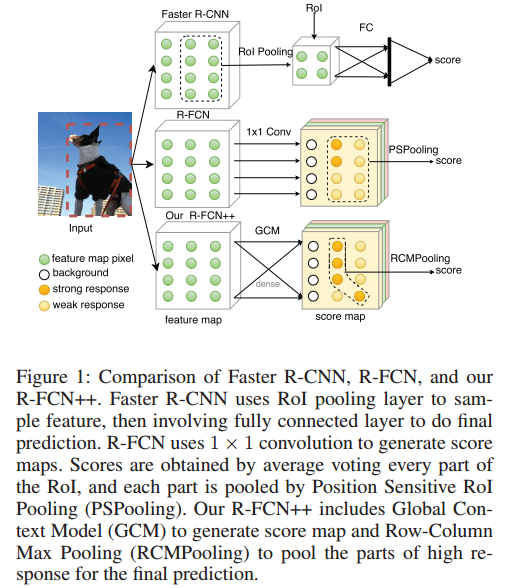 Faster R-CNN
RoI
FC
RoI Pooling
score
R-FCN
1x1 Conv
PSPooling
score
Input
Our R-FCN++
GCM
RCMPooling
score
dense
feature map pixel
background
strong response
weak response
feature map
score map
Figure 1: Comparison of Faster R-CNN, R-FCN, and our
R-FCN++. Faster R-CNN uses RoI pooling layer to sam-
ple feature, then involving fully connected layer to do final
prediction. R-FCN uses 1 × 1 convolution to generate score
maps. Scores are obtained by average voting every part of
the RoI, and each part is pooled by Position Sensitive RoI
Pooling (PSPooling). Our R-FCN++ includes Global Con-
text Model (GCM) to generate score map and Row-Column
Max Pooling (RCMPooling) to pool the parts of high re-
sponse for the final prediction.